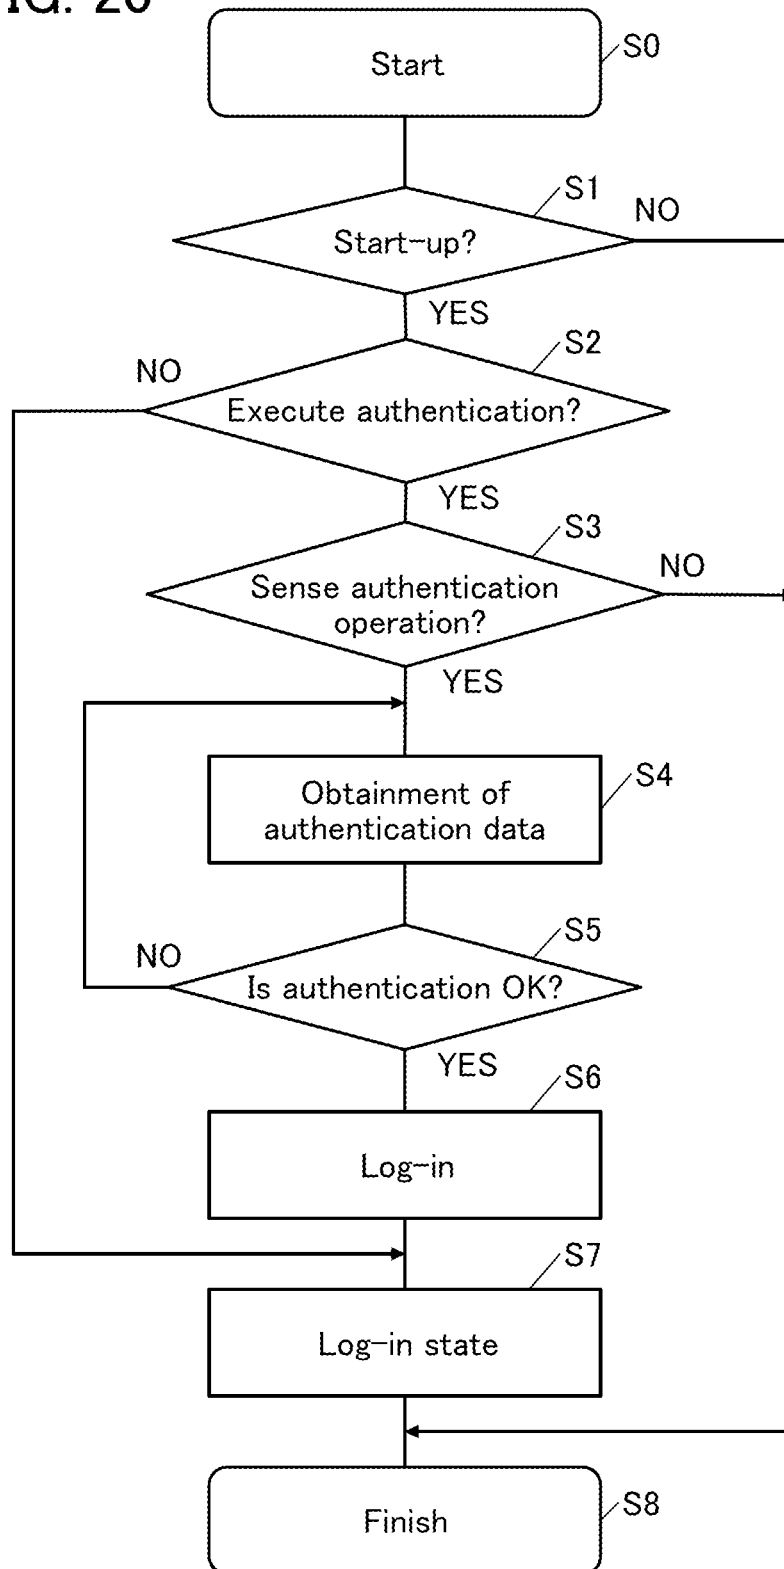 IG. 20
Start
S0
S1
NO
Start-up?
YES
S2
NO
Execute authentication?
YES
S3
NO
Sense authentication
operation?
YES
S4
Obtainment of
authentication data
S5
NO
Is authentication OK?
YES
S6
Log-in
S7
Log-in state
Finish
S8